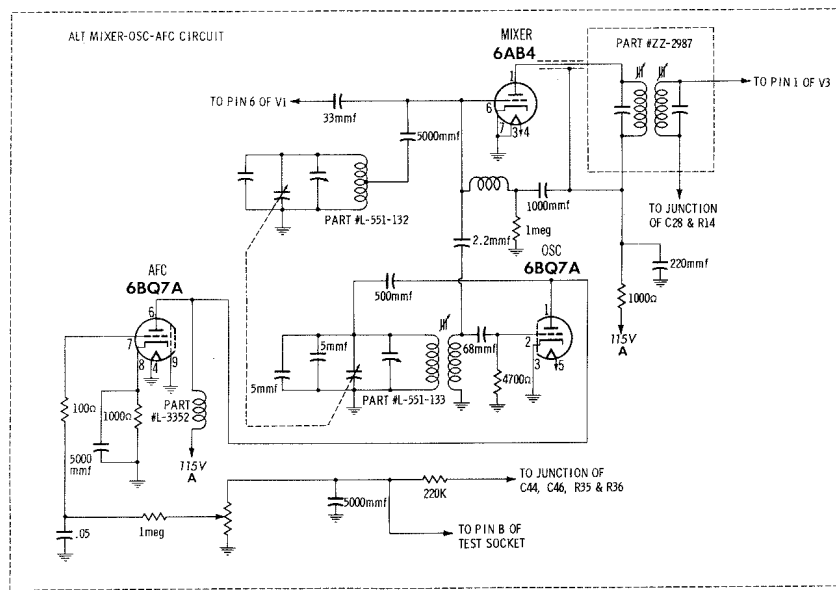 ALT MIXER-OSC-AFC CIRCUIT
MIXER
6AB4
PART #ZZ-2987
TO PIN 6 OF V1
33mmf
5000mmf
1
6
7
3
4
TO PIN 1 OF V3
PART #L-551-132
1000mmf
1meg
TO JUNCTION
OF C28 & R14
2.2mmf
OSC
6BQ7A
220mmf
AFC
6BQ7A
500mmf
1000Ω
6
7
8
4
9
1
2
3
5
115V
A
5mmf
5mmf
68mmf
4700Ω
PART #L-551-133
100Ω
1000Ω
PART
#L-3352
5000
mmf
115V
A
TO JUNCTION OF
C44, C46, R35 & R36
5000mmf
220K
.05
1meg
TO PIN B OF
TEST SOCKET